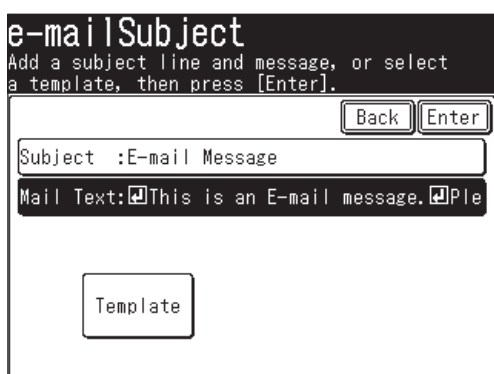 e-mailSubject
Add a subject line and message, or select
a template, then press [Enter].
Back Enter
Subject :E-mail Message
Mail Text:↵This is an E-mail message.↵Ple
Template